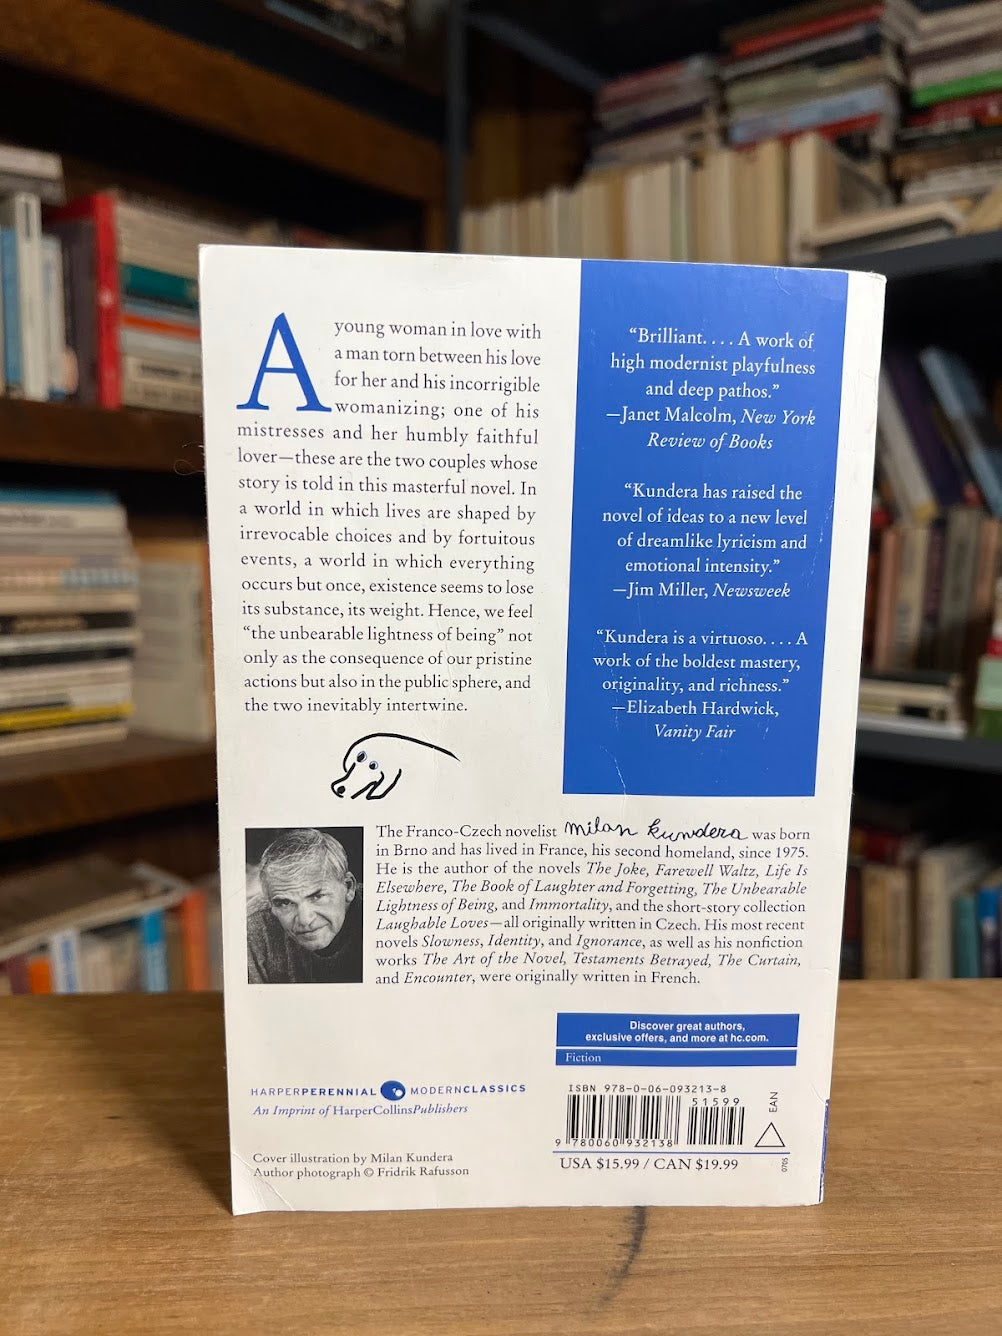 A young woman in love with
a man torn between his love
for her and his incorrigible
womanizing; one of his
mistresses and her humbly faithful
lover—these are the two couples whose
story is told in this masterful novel. In
a world in which lives are shaped by
irrevocable choices and by fortuitous
events, a world in which everything
occurs but once, existence seems to lose
its substance, its weight. Hence, we feel
“the unbearable lightness of being” not
only as the consequence of our pristine
actions but also in the public sphere, and
the two inevitably intertwine.
“Brilliant. . . . A work of
high modernist playfulness
and deep pathos.”
—Janet Malcolm, New York
Review of Books
“Kundera has raised the
novel of ideas to a new level
of dreamlike lyricism and
emotional intensity.”
—Jim Miller, Newsweek
“Kundera is a virtuoso. . . . A
work of the boldest mastery,
originality, and richness.”
—Elizabeth Hardwick,
Vanity Fair
The Franco-Czech novelist milan kundera was born
in Brno and has lived in France, his second homeland, since 1975.
He is the author of the novels The Joke, Farewell Waltz, Life Is
Elsewhere, The Book of Laughter and Forgetting, The Unbearable
Lightness of Being, and Immortality, and the short-story collection
Laughable Loves—all originally written in Czech. His most recent
novels Slowness, Identity, and Ignorance, as well as his nonfiction
works The Art of the Novel, Testaments Betrayed, The Curtain,
and Encounter, were originally written in French.
Discover great authors,
exclusive offers, and more at hc.com.
Fiction
HARPERPERENNIAL MODERNCLASSICS
An Imprint of HarperCollinsPublishers
Cover illustration by Milan Kundera
Author photograph © Fridrik Rafusson
ISBN 978-0-06-093213-8
51599
9 780060 932138
EAN
USA $15.99 / CAN $19.99
0705